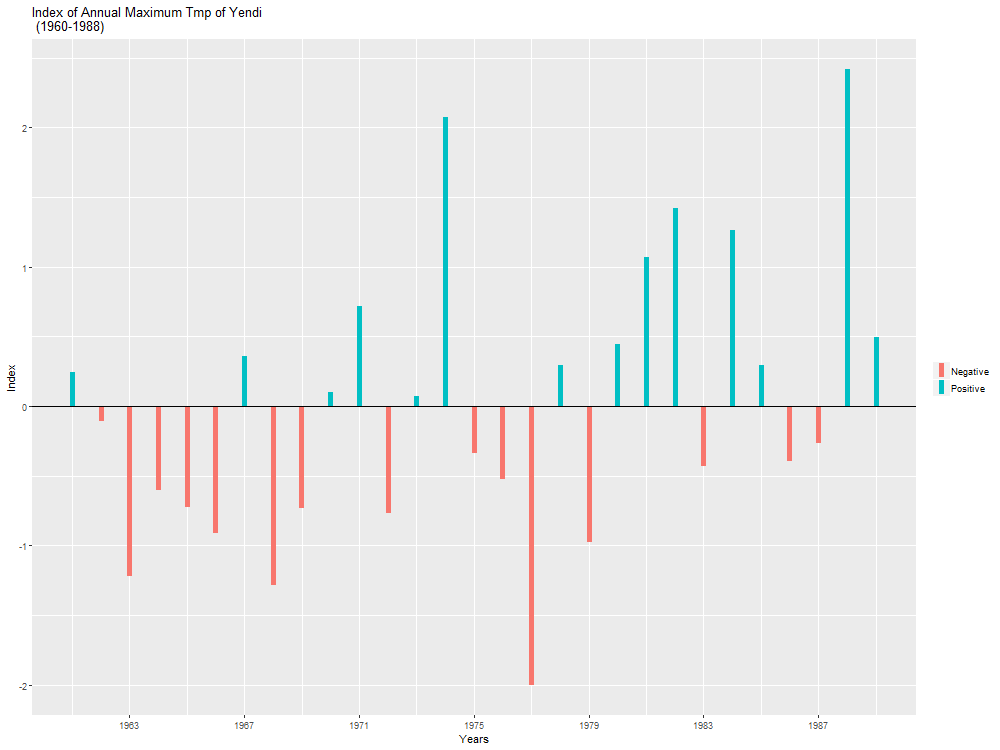 Index of Annual Maximum Tmp of Yendi
(1960-1988)
2
1
0
-1
-2
Index
1963 1967 1971 1975 1979 1983 1987
Years
Negative
Positive